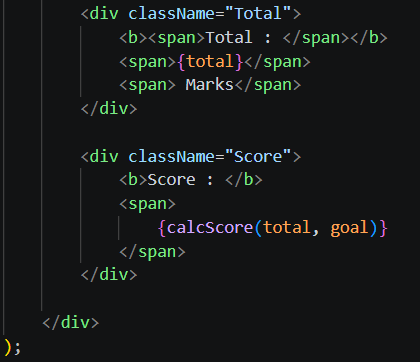 <div className="Total">
<b><span>Total : </span></b>
<span>{total}</span>
<span> Marks</span>
</div>
<div className="Score">
<b>Score : </b>
<span>
{calcScore(total, goal)}
</span>
</div>
</div>
);